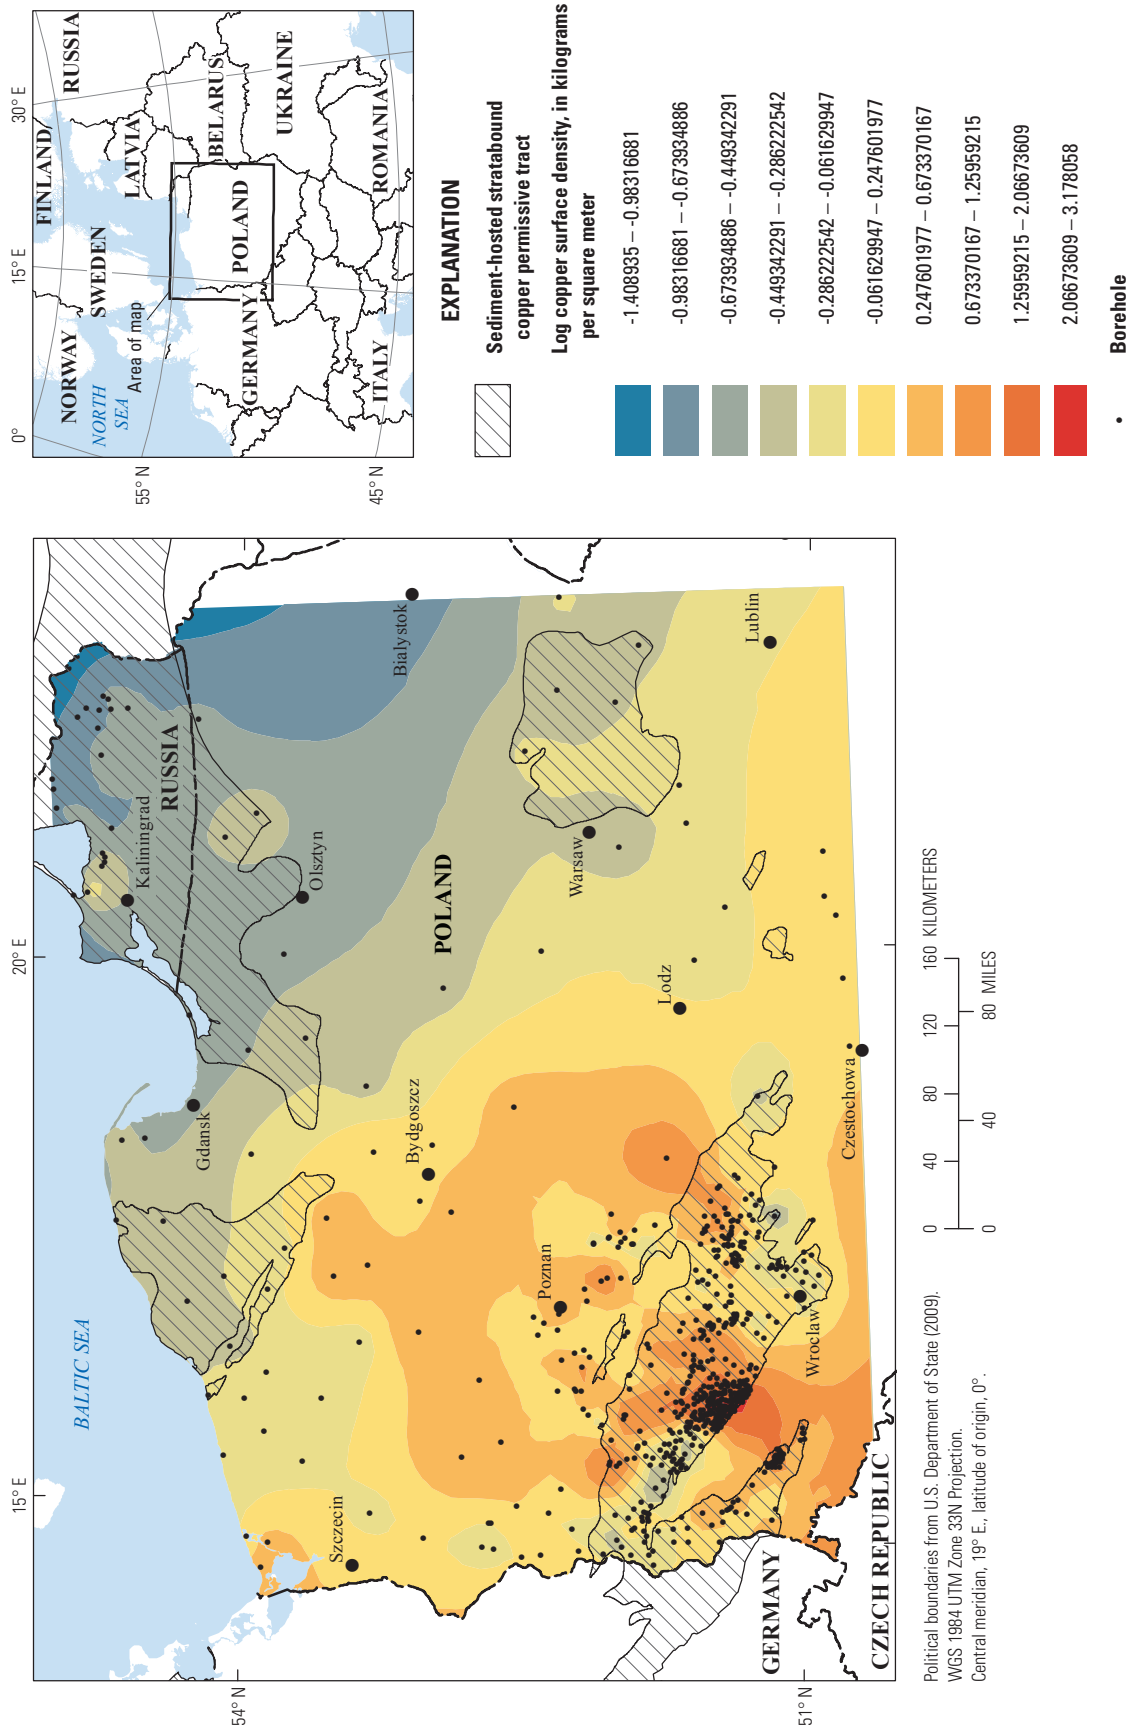 20° E
15° E
54° N
51° N
BALTIC SEA
Kaliningrad
RUSSIA
Gdansk
Olsztyn
Bialystok
Szczecin
Bydgoszcz
POLAND
Poznan
Warsaw
Lodz
Lublin
Wroclaw
Czestochowa
GERMANY
CZECH REPUBLIC
Political boundaries from U.S. Department of State (2009).
WGS 1984 UTM Zone 33N Projection.
Central meridian, 19° E., latitude of origin, 0°.
0 40 80 120 160 KILOMETERS
0 40 80 MILES
0°
15° E
30° E
55° N
45° N
NORWAY
SWEDEN
FINLAND
RUSSIA
NORTH
SEA
Area of map
LATVIA
BELARUS
GERMANY
POLAND
UKRAINE
ITALY
ROMANIA
EXPLANATION
Sediment-hosted stratabound
copper permissive tract
Log copper surface density, in kilograms
per square meter
-1.408935 – -0.98316681
-0.98316681 – -0.673934886
-0.673934886 – -0.449342291
-0.449342291 – -0.286222542
-0.286222542 – -0.061629947
-0.061629947 – 0.247601977
0.247601977 – 0.673370167
0.673370167 – 1.25959215
1.25959215 – 2.06673609
2.06673609 – 3.178058
Borehole